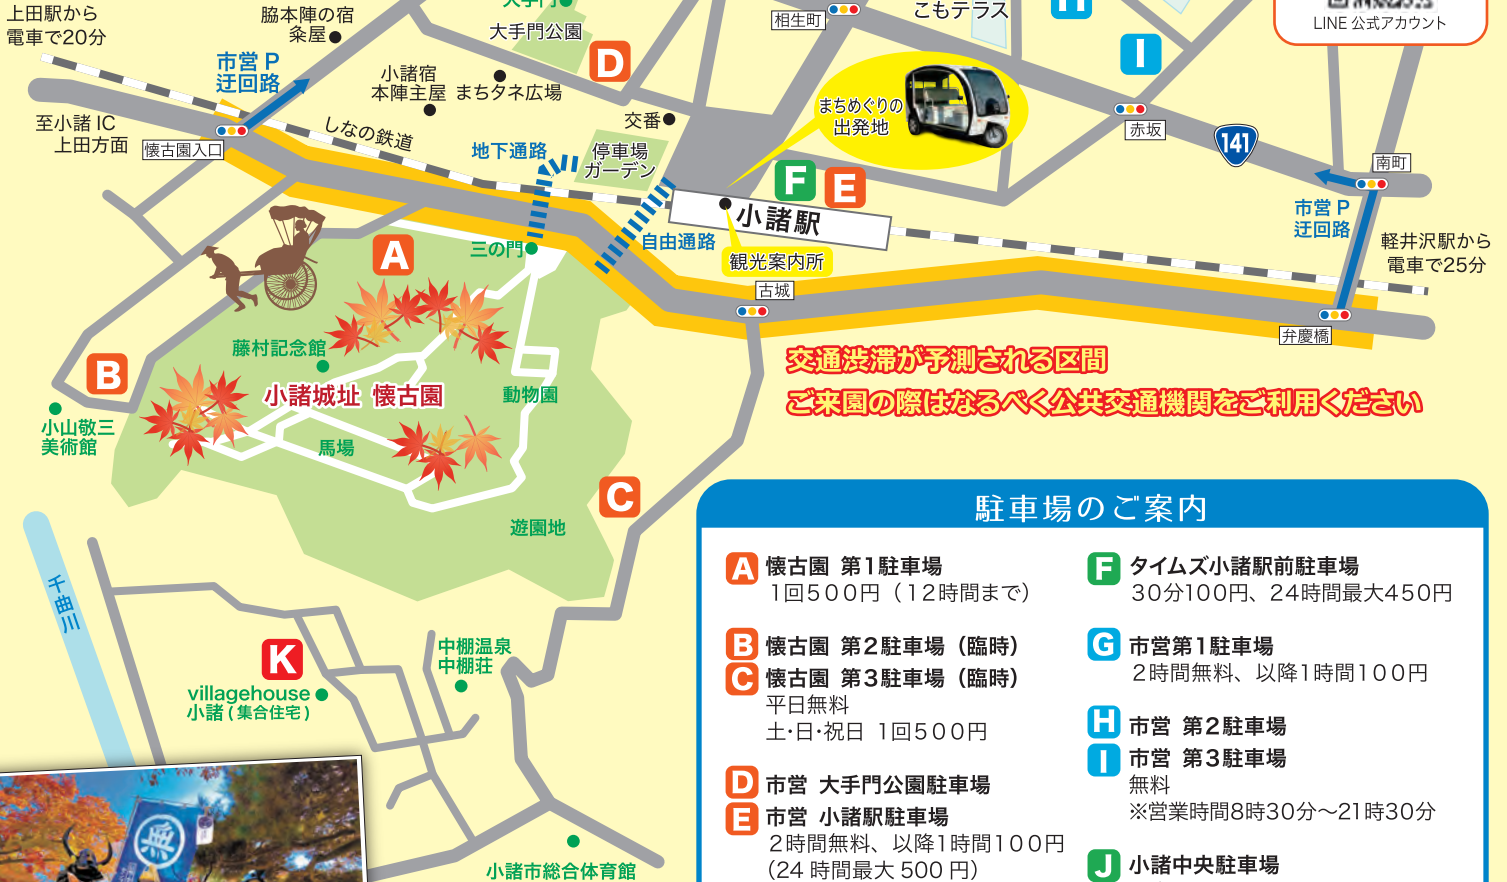 上田駅から
電車で20分
脇本陣の宿
粂屋
大手門公園
相生町
こもテラス
H
LINE 公式アカウント
市営 P
迂回路
小諸宿
本陣主屋
まちタネ広場
D
I
まちめぐりの
出発地
赤坂
141
南町
至小諸 IC
上田方面
懐古園入口
しなの鉄道
地下通路
交番
停車場
ガーデン
F
E
小諸駅
市営 P
迂回路
軽井沢駅から
電車で25分
三の門
自由通路
観光案内所
古城
弁慶橋
A
B
藤村記念館
小諸城址 懐古園
動物園
馬場
小山敬三
美術館
C
遊園地
交通渋滞が予測される区間
ご来園の際はなるべく公共交通機関をご利用ください
千曲川
K
villagehouse
小諸(集合住宅)
中棚温泉
中棚荘
小諸市総合体育館
駐車場のご案内
A 懐古園 第1駐車場
1回500円(12時間まで)
B 懐古園 第2駐車場(臨時)
C 懐古園 第3駐車場(臨時)
平日無料
土・日・祝日 1回500円
D 市営 大手門公園駐車場
E 市営 小諸駅駐車場
2時間無料、以降1時間100円
(24時間最大500円)
F タイムズ小諸駅前駐車場
30分100円、24時間最大450円
G 市営第1駐車場
2時間無料、以降1時間100円
H 市営 第2駐車場
I 市営 第3駐車場
無料
※営業時間8時30分〜21時30分
J 小諸中央駐車場